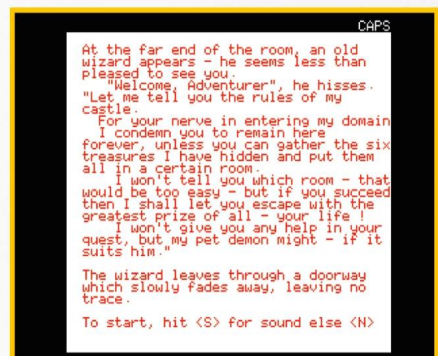 CAPS
At the far end of the room, an old
wizard appears - he seems less than
pleased to see you.
"Welcome, Adventurer", he hisses.
"Let me tell you the rules of my
castle.
For your nerve in entering my domain
I condemn you to remain here
forever, unless you can gather the six
treasures I have hidden and put them
all in a certain room.
I won't tell you which room - that
would be too easy - but if you succeed
then I shall let you escape with the
greatest prize of all - your life !
I won't give you any help in your
quest, but my pet demon might - if it
suits him."
The wizard leaves through a doorway
which slowly fades away, leaving no
trace.
To start, hit <S> for sound else <N>